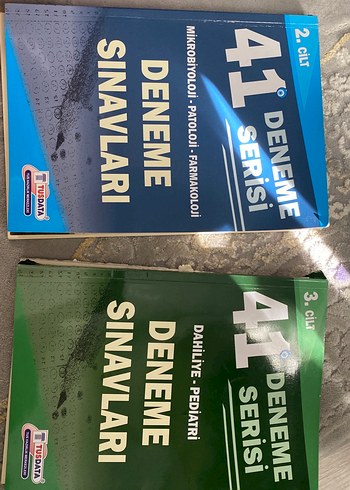 2. CİLT
41 DENEME
SERİSİ
MİKROBİYOLOJİ - PATOLOJİ - FARMAKOLOJİ
DENEME
SINAVLARI
TUSDATA
3. CİLT
41 DENEME
SERİSİ
DAHİLİYE - PEDİATRİ
DENEME
SINAVLARI
TUSDATA